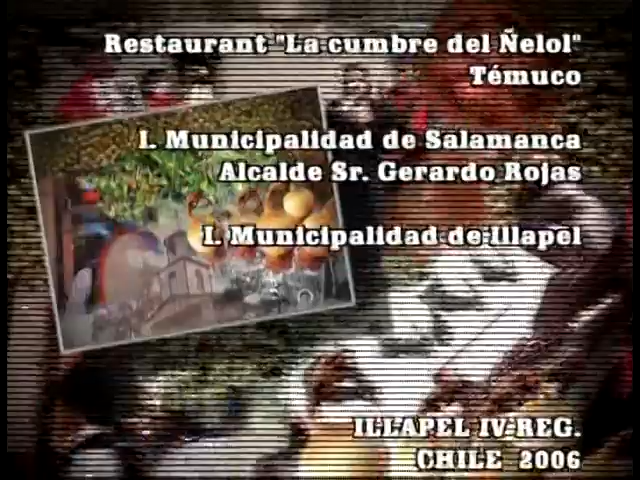 Restaurant "La cumbre del Ñelol"
Témuco
I. Municipalidad de Salamanca
Alcalde Sr. Gerardo Rojas
I. Municipalidad de Illapel
ILLAPEL IV REG.
CHILE 2006